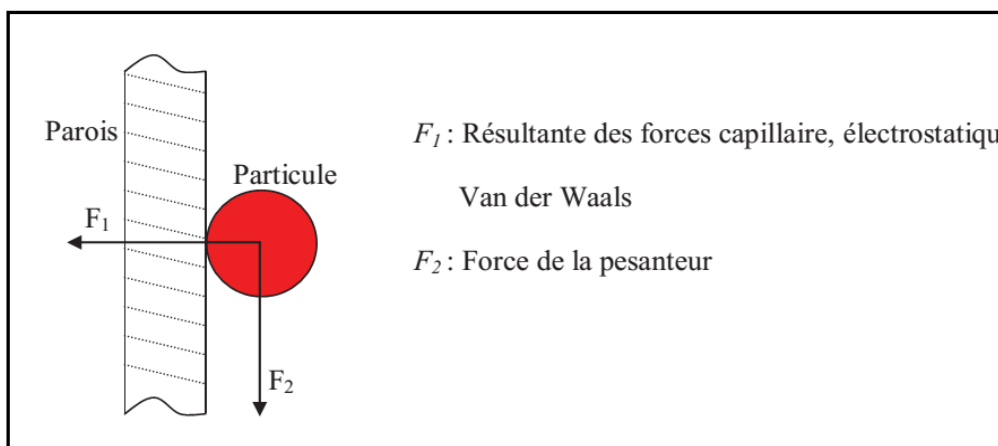 Parois
Particule
F1
F2
F1 : Résultante des forces capillaire, électrostatiqu
Van der Waals
F2 : Force de la pesanteur